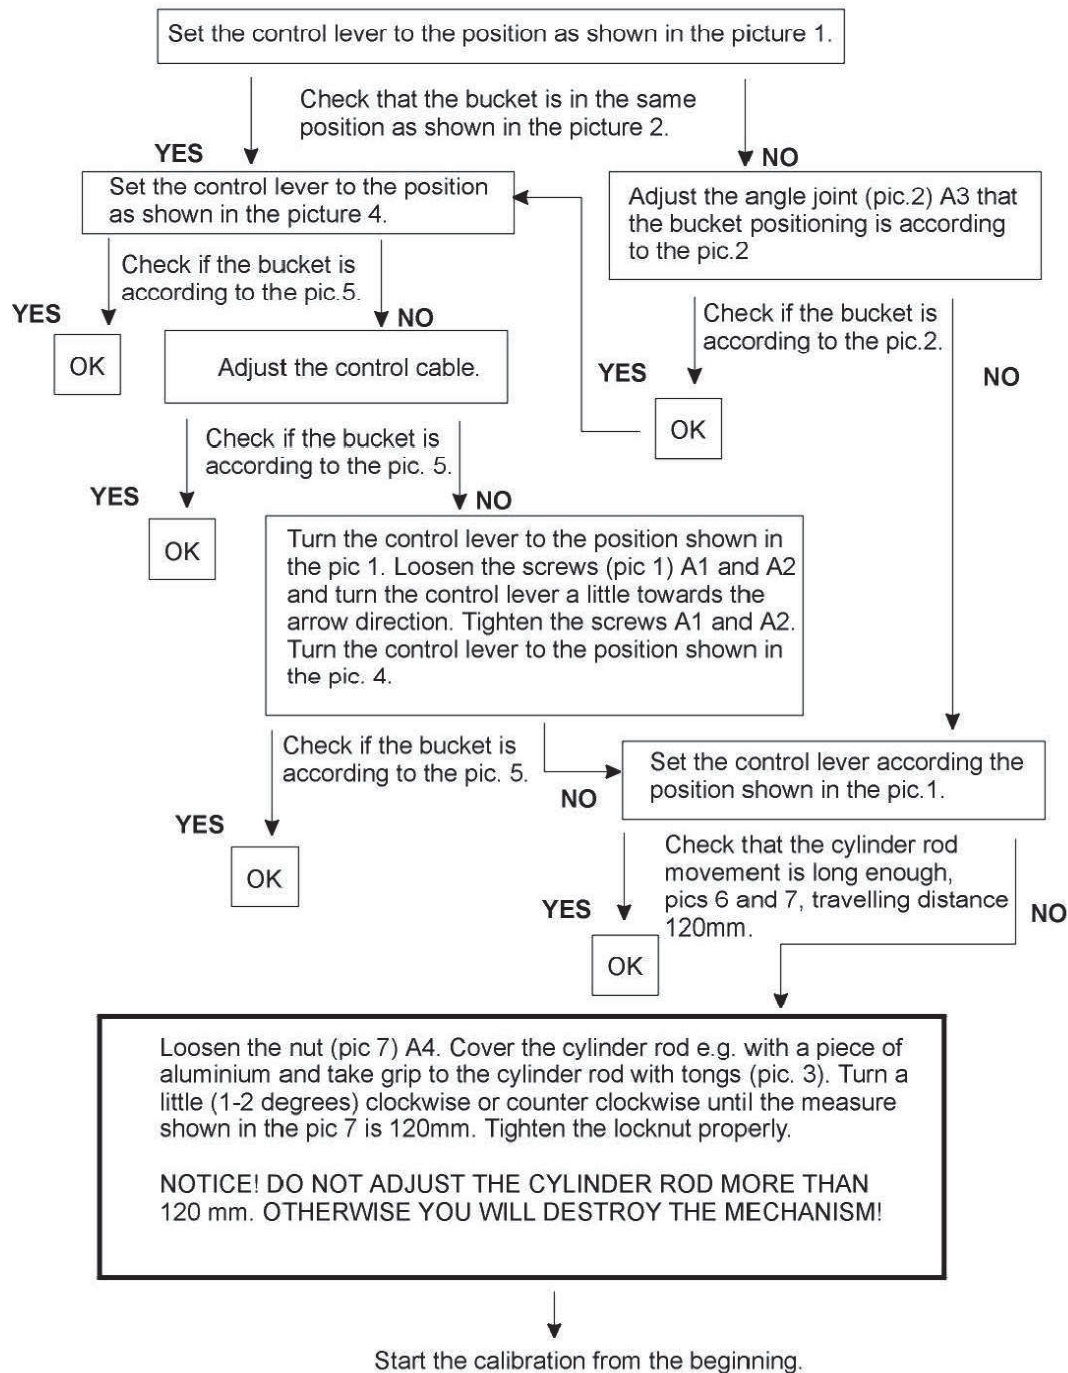 Set the control lever to the position as shown in the picture 1.
Check that the bucket is in the same
position as shown in the picture 2.
YES
NO
Set the control lever to the position
as shown in the picture 4.
Adjust the angle joint (pic.2) A3 that
the bucket positioning is according
to the pic.2
Check if the bucket is
according to the pic.5.
YES
NO
OK
Adjust the control cable.
Check if the bucket is
according to the pic.2.
YES
NO
OK
Check if the bucket is
according to the pic. 5.
YES
NO
OK
Turn the control lever to the position shown in
the pic 1. Loosen the screws (pic 1) A1 and A2
and turn the control lever a little towards the
arrow direction. Tighten the screws A1 and A2.
Turn the control lever to the position shown in
the pic. 4.
Check if the bucket is
according to the pic. 5.
YES
NO
OK
Set the control lever according the
position shown in the pic.1.
Check that the cylinder rod
movement is long enough,
pics 6 and 7, travelling distance
120mm.
YES
NO
OK
Loosen the nut (pic 7) A4. Cover the cylinder rod e.g. with a piece of
aluminium and take grip to the cylinder rod with tongs (pic. 3). Turn a
little (1-2 degrees) clockwise or counter clockwise until the measure
shown in the pic 7 is 120mm. Tighten the locknut properly.
NOTICE! DO NOT ADJUST THE CYLINDER ROD MORE THAN
120 mm. OTHERWISE YOU WILL DESTROY THE MECHANISM!
Start the calibration from the beginning.